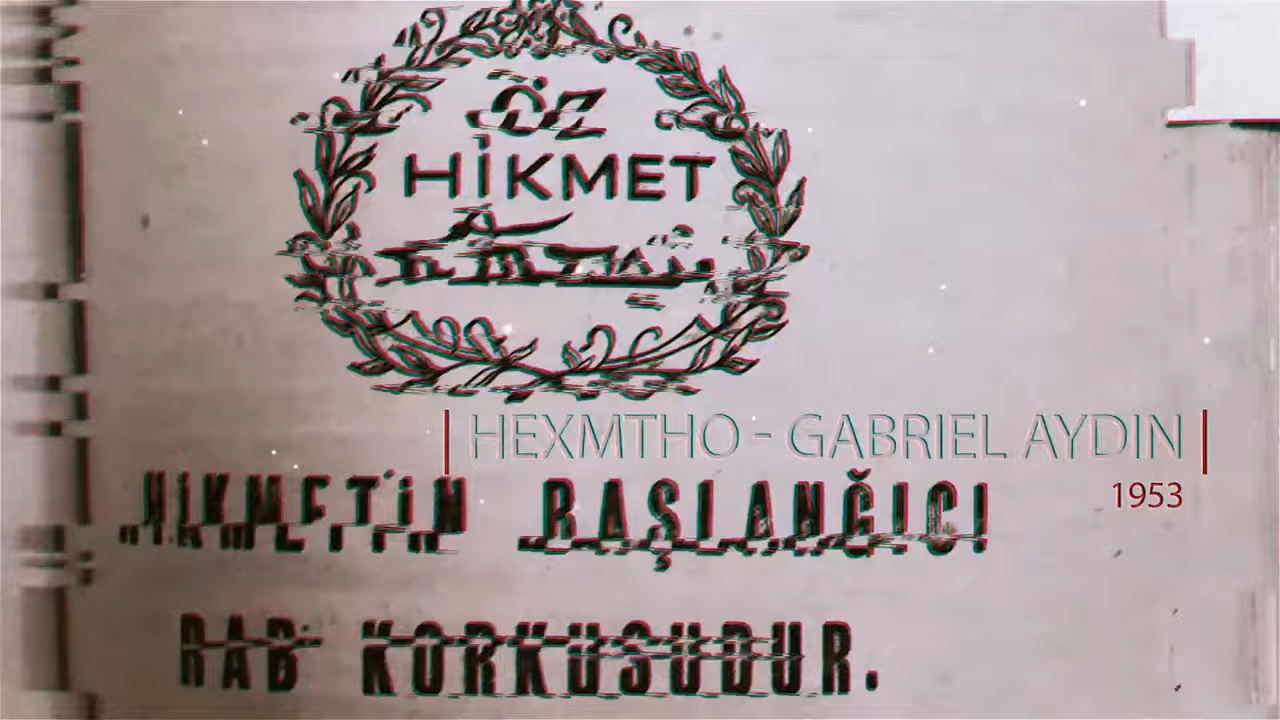 ÖZ
HİKMET
| HEXMTHO - GABRIEL AYDIN |
1953
HİKMETİN BAŞLANĞICI
RAB KORKUSUDUR.